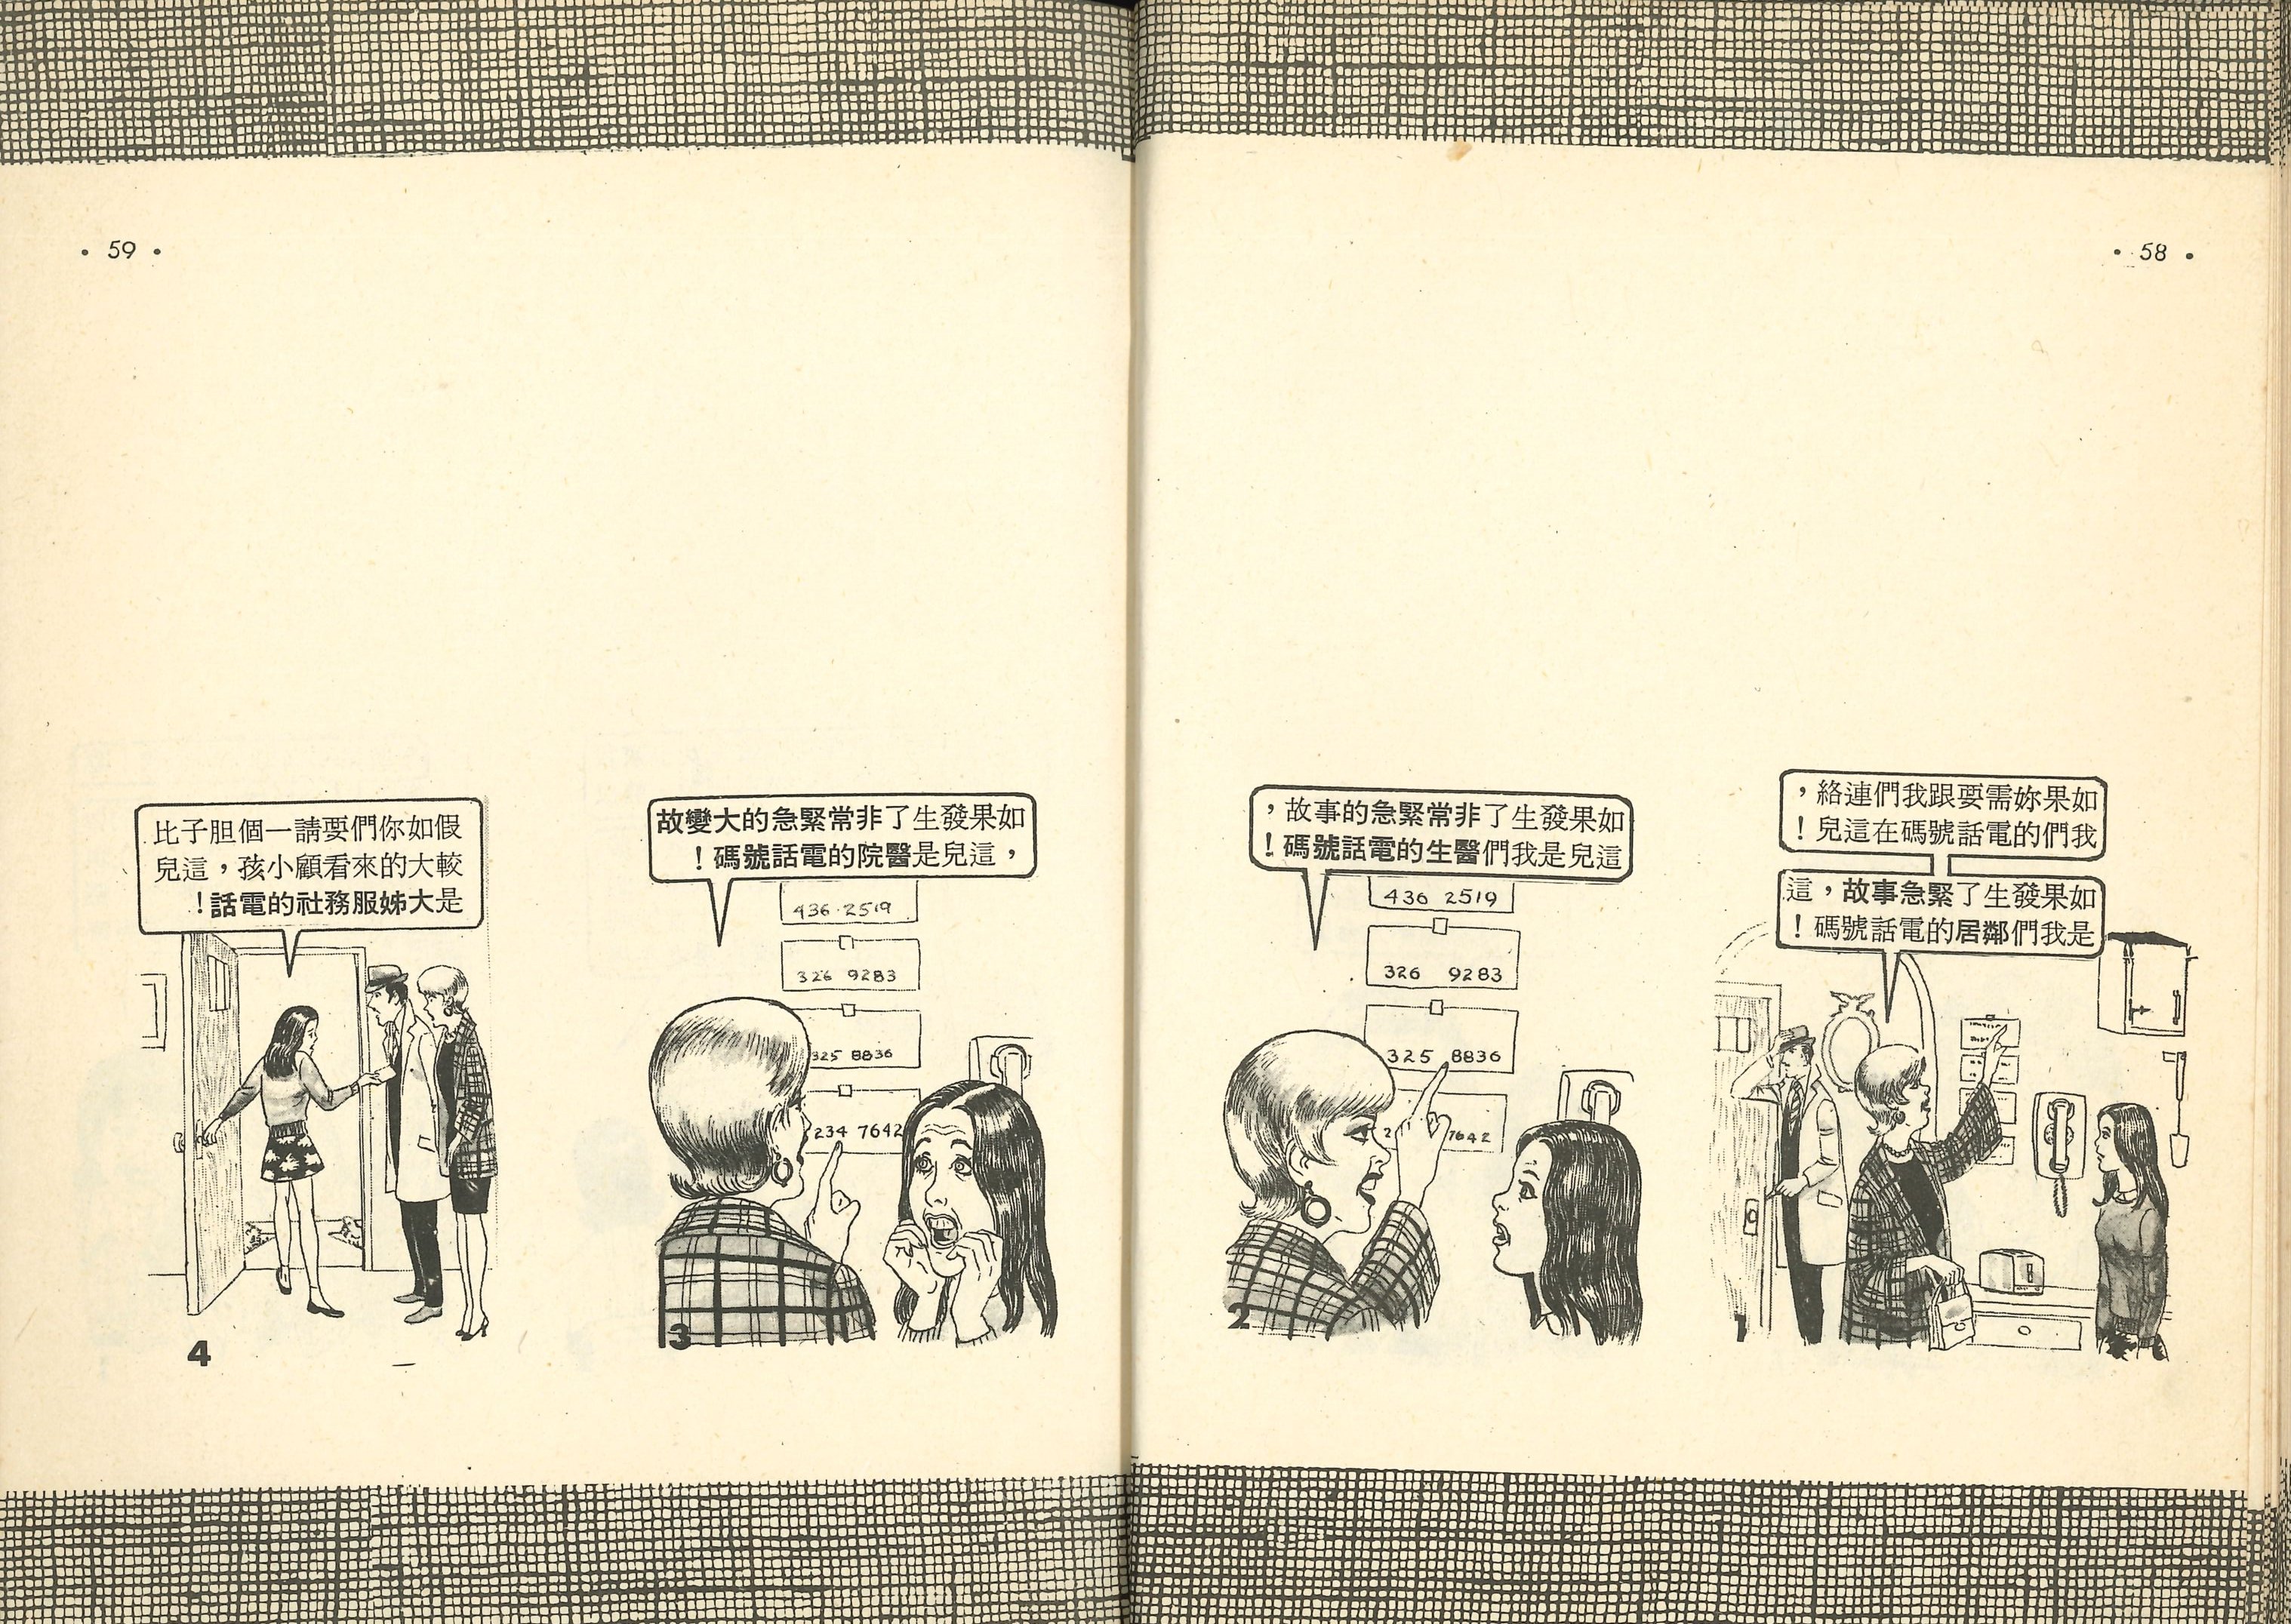 • 58 •
如果妳需要跟我們連絡，
我們的電話號碼在這兒！
如果發生了緊急事故，這
是我們鄰居的電話號碼！
1
如果發生了非常緊急的事故，
這兒是我們醫生的電話號碼！
436 2519
326 9283
325 8836
7642
2
• 59 •
如果發生了非常緊急的大變故
，這兒是醫院的電話號碼！
436·2519
326 9283
325 8836
234 7642
3
假如你們要請一個胆子比
較大的來看顧小孩，這兒
是大姊服務社的電話！
4